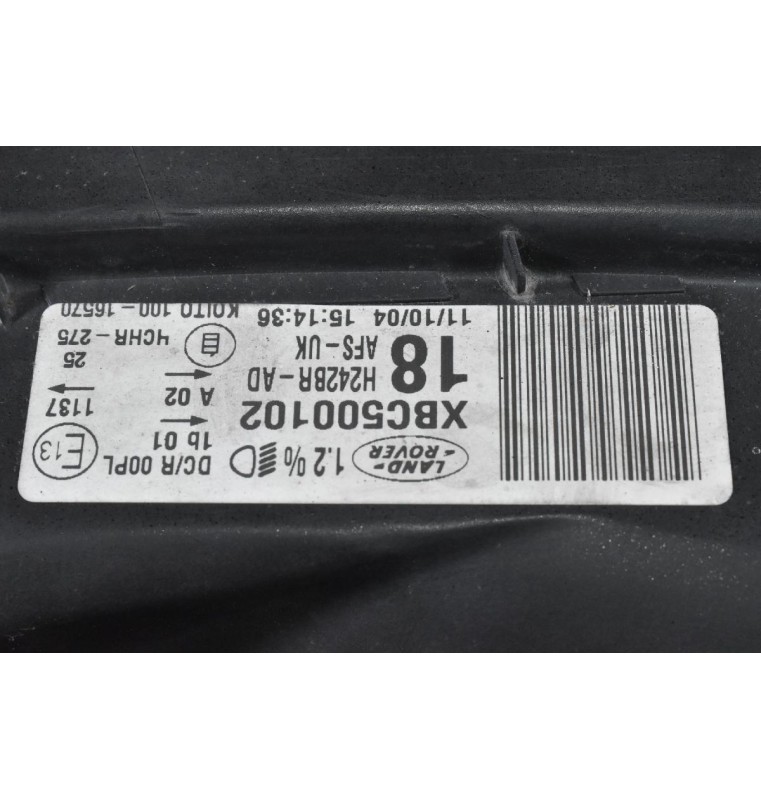 LAND-
ROVER
1.2%
DC/R 00PL
E13
XBC500102
1b 01
1137
18
H242BR-AD
A 02
AFS-UK
25
4CHR-275
11/10/04 15:14:36
KOITO 100-16570